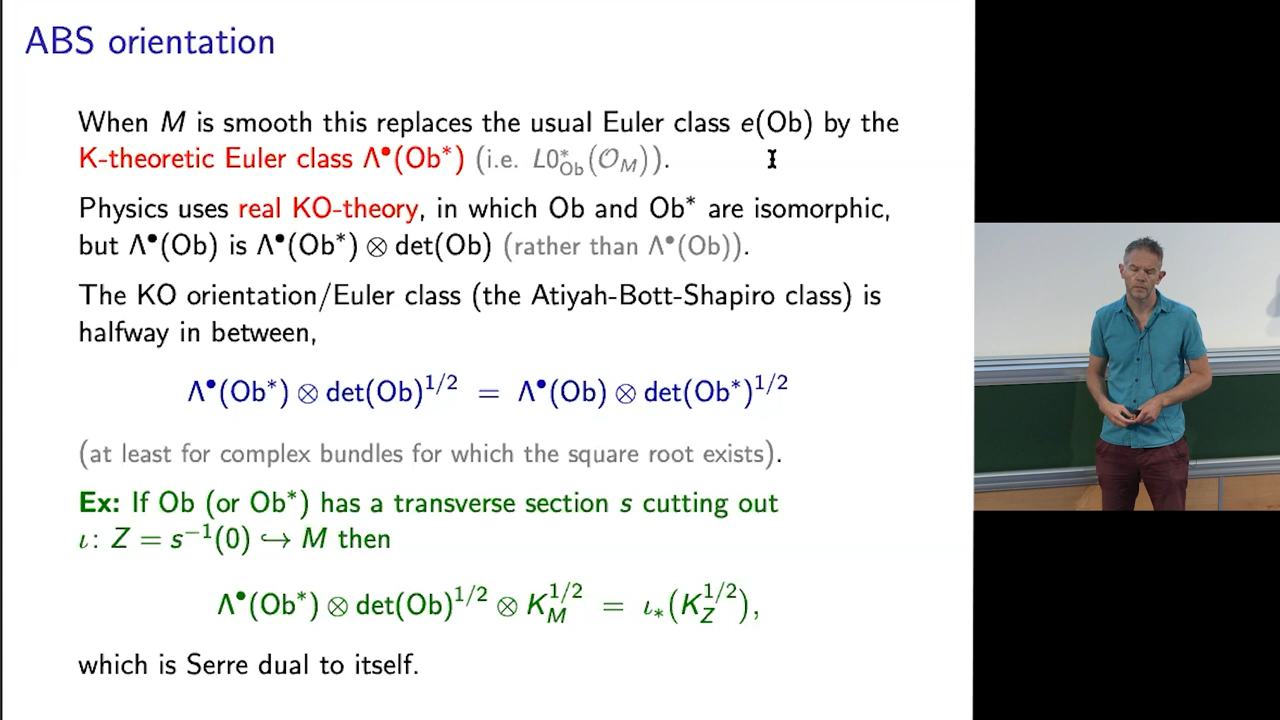 ABS orientation
When M is smooth this replaces the usual Euler class e(Ob) by the
K-theoretic Euler class Λ•(Ob*) (i.e. L0*_Ob(𝒪_M)).
Physics uses real KO-theory, in which Ob and Ob* are isomorphic,
but Λ•(Ob) is Λ•(Ob*) ⊗ det(Ob) (rather than Λ•(Ob)).
The KO orientation/Euler class (the Atiyah-Bott-Shapiro class) is
halfway in between,
Λ•(Ob*) ⊗ det(Ob)^{1/2} = Λ•(Ob) ⊗ det(Ob*)^{1/2}
(at least for complex bundles for which the square root exists).
Ex: If Ob (or Ob*) has a transverse section s cutting out
ι: Z = s⁻¹(0) ↪ M then
Λ•(Ob*) ⊗ det(Ob)^{1/2} ⊗ K_M^{1/2} = ι_*(K_Z^{1/2}),
which is Serre dual to itself.